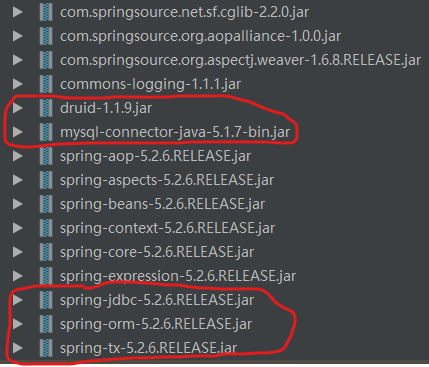 com.springsource.net.sf.cglib-2.2.0.jar
com.springsource.org.aopalliance-1.0.0.jar
com.springsource.org.aspectj.weaver-1.6.8.RELEASE.jar
commons-logging-1.1.1.jar
druid-1.1.9.jar
mysql-connector-java-5.1.7-bin.jar
spring-aop-5.2.6.RELEASE.jar
spring-aspects-5.2.6.RELEASE.jar
spring-beans-5.2.6.RELEASE.jar
spring-context-5.2.6.RELEASE.jar
spring-core-5.2.6.RELEASE.jar
spring-expression-5.2.6.RELEASE.jar
spring-jdbc-5.2.6.RELEASE.jar
spring-orm-5.2.6.RELEASE.jar
spring-tx-5.2.6.RELEASE.jar